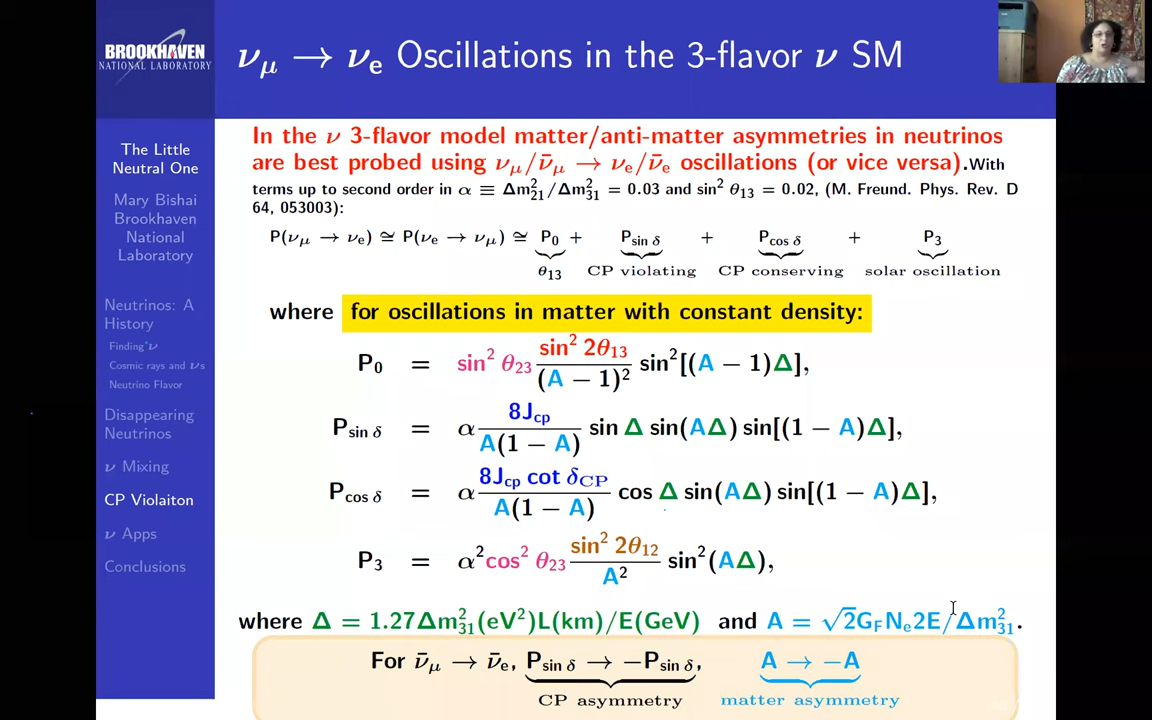 BROOKHAVEN
NATIONAL LABORATORY
ν_μ → ν_e Oscillations in the 3-flavor ν SM
The Little
Neutral One
Mary Bishai
Brookhaven
National
Laboratory
Neutrinos: A
History
Finding ν
Cosmic rays and νs
Neutrino Flavor
Disappearing
Neutrinos
ν Mixing
CP Violaiton
ν Apps
Conclusions
In the ν 3-flavor model matter/anti-matter asymmetries in neutrinos
are best probed using ν_μ/ν̄_μ → ν_e/ν̄_e oscillations (or vice versa).With
terms up to second order in α ≡ Δm²₂₁/Δm²₃₁ = 0.03 and sin² θ₁₃ = 0.02, (M. Freund. Phys. Rev. D
64, 053003):
P(ν_μ → ν_e) ≅ P(ν_e → ν_μ) ≅ P₀ + P_sin δ + P_cos δ + P₃
θ₁₃ CP violating CP conserving solar oscillation
where for oscillations in matter with constant density:
P₀ = sin² θ₂₃ sin² 2θ₁₃/(A − 1)² sin²[(A − 1)Δ],
P_sin δ = α 8J_cp/A(1 − A) sin Δ sin(AΔ) sin[(1 − A)Δ],
P_cos δ = α 8J_cp cot δ_CP/A(1 − A) cos Δ sin(AΔ) sin[(1 − A)Δ],
P₃ = α² cos² θ₂₃ sin² 2θ₁₂/A² sin²(AΔ),
where Δ = 1.27Δm²₃₁(eV²)L(km)/E(GeV) and A = √2G_FN_e2E/Δm²₃₁.
For ν̄_μ → ν̄_e, P_sin δ → −P_sin δ, A → −A
CP asymmetry matter asymmetry